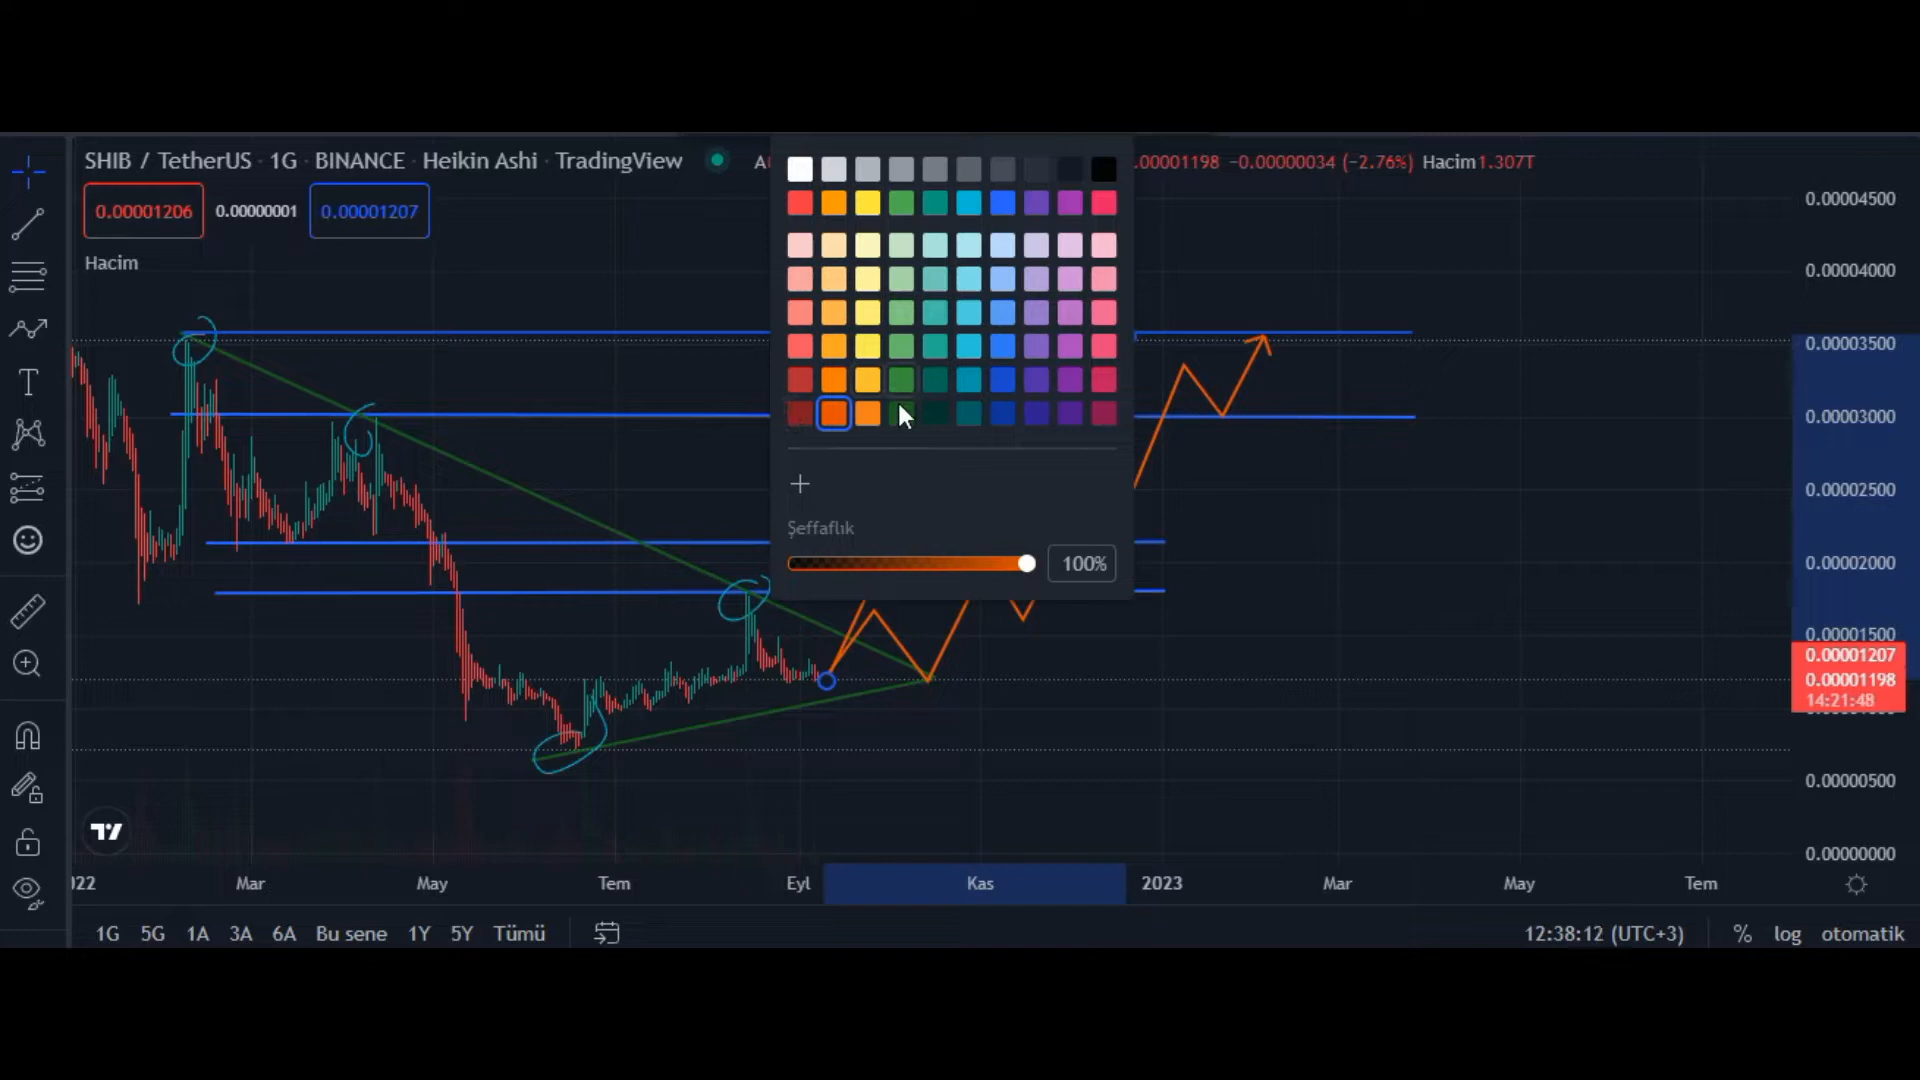 SHIB / TetherUS · 1G · BINANCE · Heikin Ashi · TradingView
.00001198 −0.00000034 (−2.76%) Hacim1.307T
0.00001206 0.00000001 0.00001207
Hacim
0.00004500
0.00004000
0.00003500
0.00003000
0.00002500
0.00002000
0.00001500
0.00001207
0.00001198
14:21:48
0.00000500
0.00000000
Şeffaflık
100%
022 Mar May Tem Eyl Kas 2023 Mar May Tem
1G 5G 1A 3A 6A Bu sene 1Y 5Y Tümü
12:38:12 (UTC+3) % log otomatik